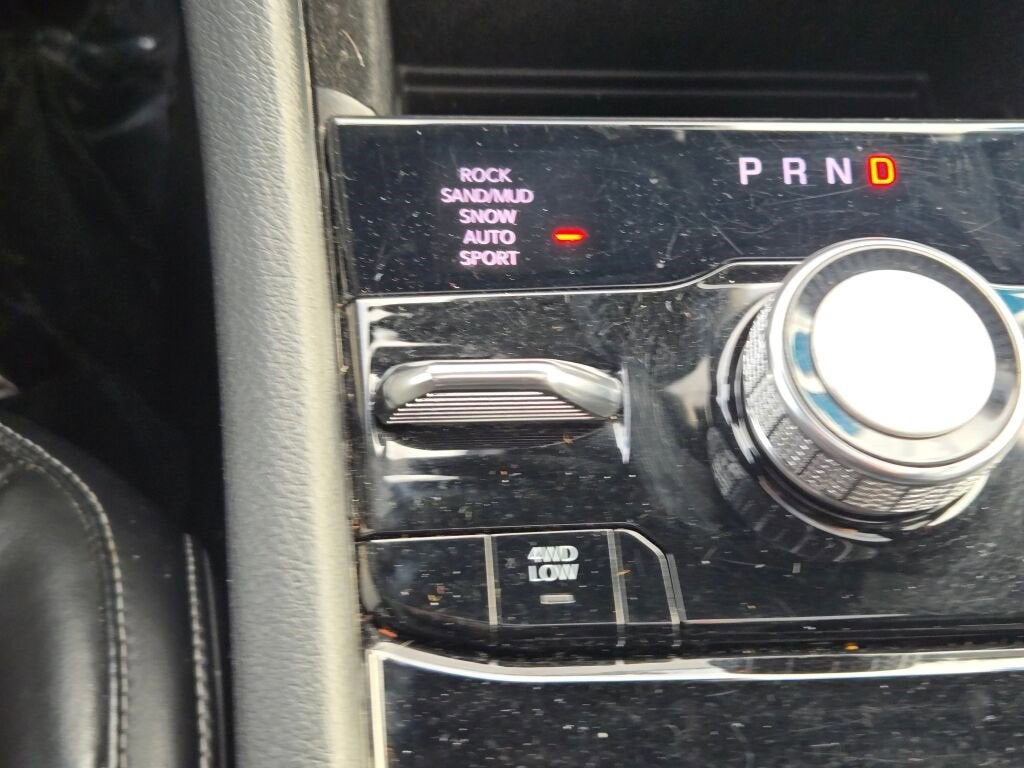 ROCK
SAND/MUD
SNOW
AUTO
SPORT
P R N D
4WD
LOW